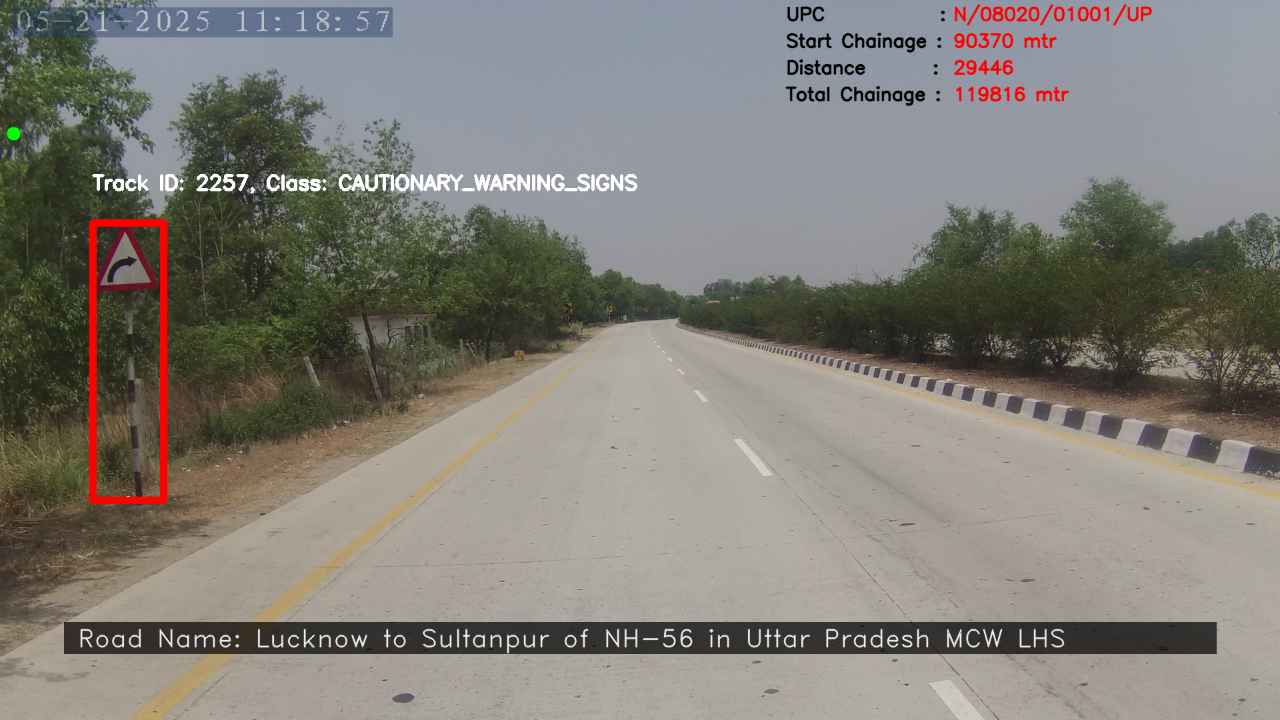 05-21-2025 11:18:57
UPC : N/08020/01001/UP
Start Chainage : 90370 mtr
Distance : 29446
Total Chainage : 119816 mtr
Track ID: 2257, Class: CAUTIONARY_WARNING_SIGNS
Road Name: Lucknow to Sultanpur of NH-56 in Uttar Pradesh MCW LHS